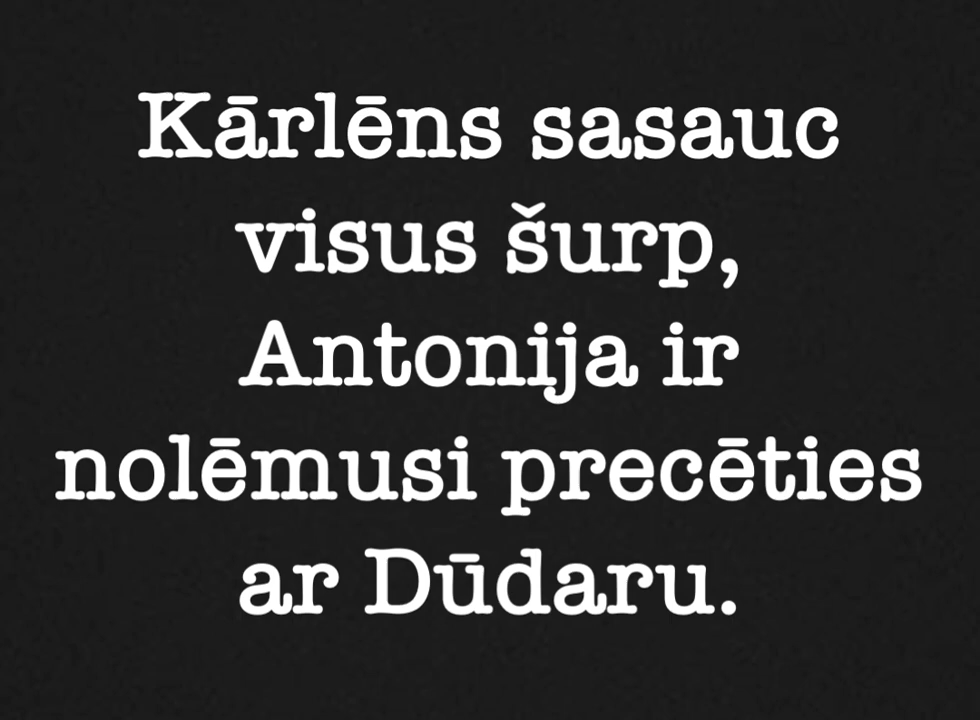 Kārlēns sasauc
visus šurp,
Antonija ir
nolēmusi precēties
ar Dūdaru.